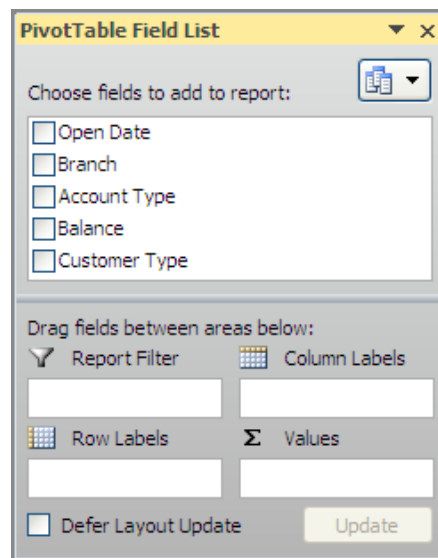 PivotTable Field List
Choose fields to add to report:
Open Date
Branch
Account Type
Balance
Customer Type
Drag fields between areas below:
Report Filter
Column Labels
Row Labels
Σ Values
Defer Layout Update
Update